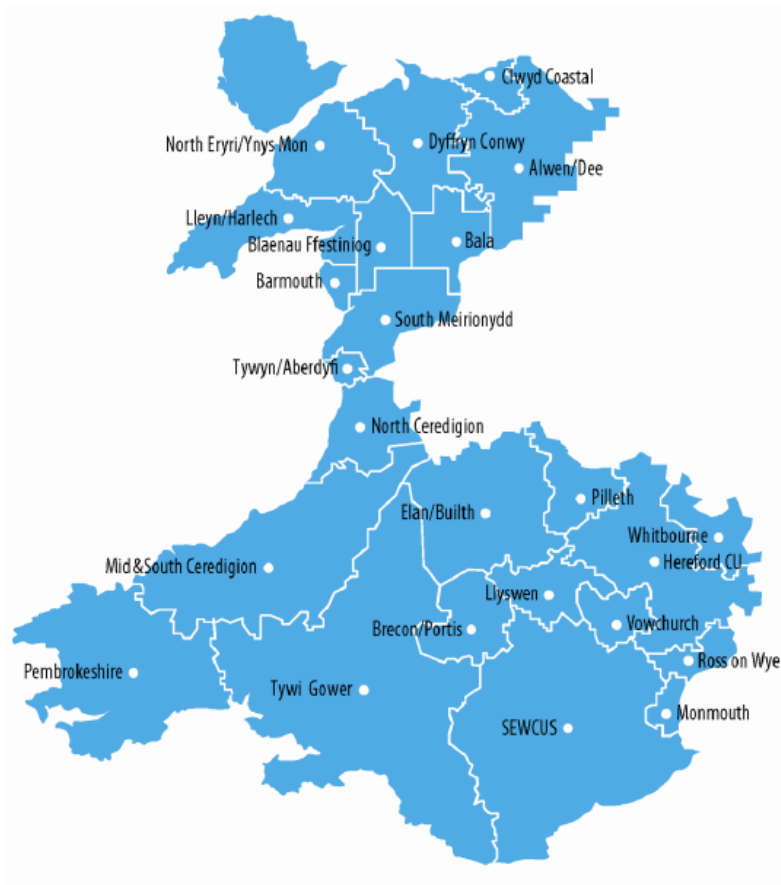 Clwyd Coastal
North Eryri/Ynys Mon
Dyffryn Conwy
Alwen/Dee
Lleyn/Harlech
Blaenau Ffestiniog
Bala
Barmouth
South Meirionydd
Tywyn/Aberdyfi
North Ceredigion
Pilleth
Elan/Builth
Whitbourne
Hereford CU
Mid&South Ceredigion
Llyswen
Vowchurch
Brecon/Portis
Ross on Wye
Pembrokeshire
Tywi Gower
Monmouth
SEWCUS